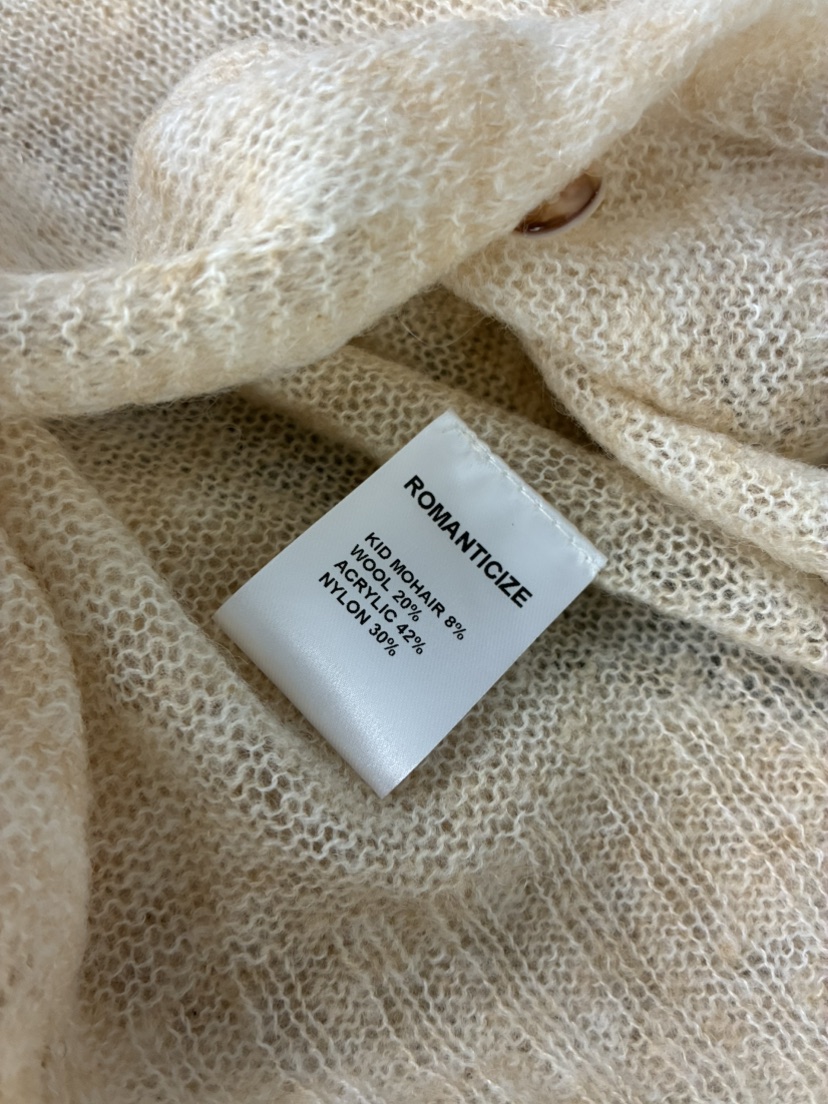 ROMANTICIZE
KID MOHAIR 8%
WOOL 20%
ACRYLIC 42%
NYLON 30%